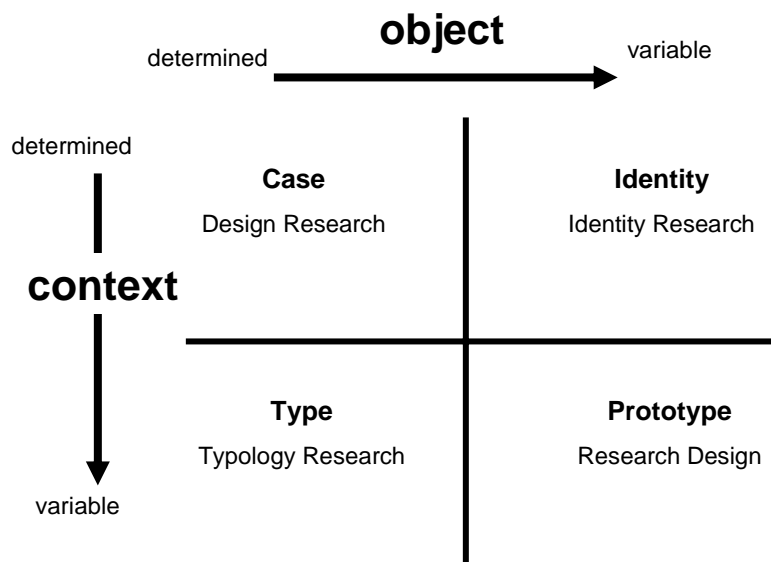 object
determined
variable
determined
Case
Identity
Design Research
Identity Research
context
Type
Prototype
Typology Research
Research Design
variable